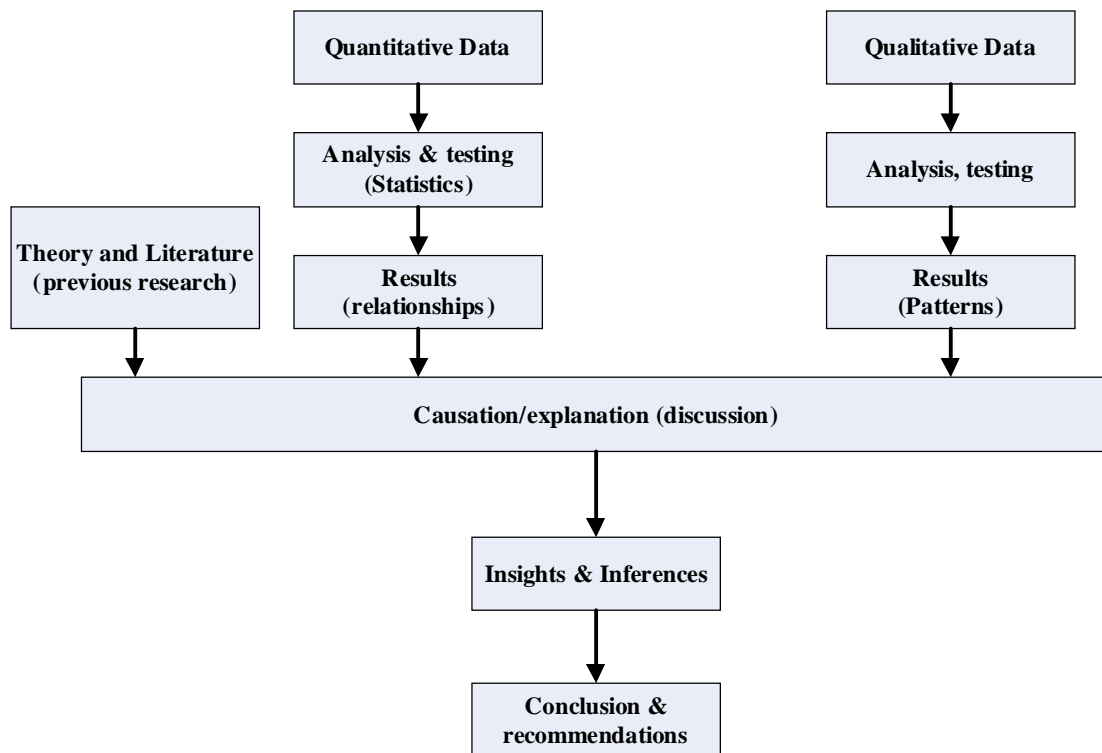 Quantitative Data
Qualitative Data
Analysis & testing
(Statistics)
Analysis, testing
Theory and Literature
(previous research)
Results
(relationships)
Results
(Patterns)
Causation/explanation (discussion)
Insights & Inferences
Conclusion &
recommendations